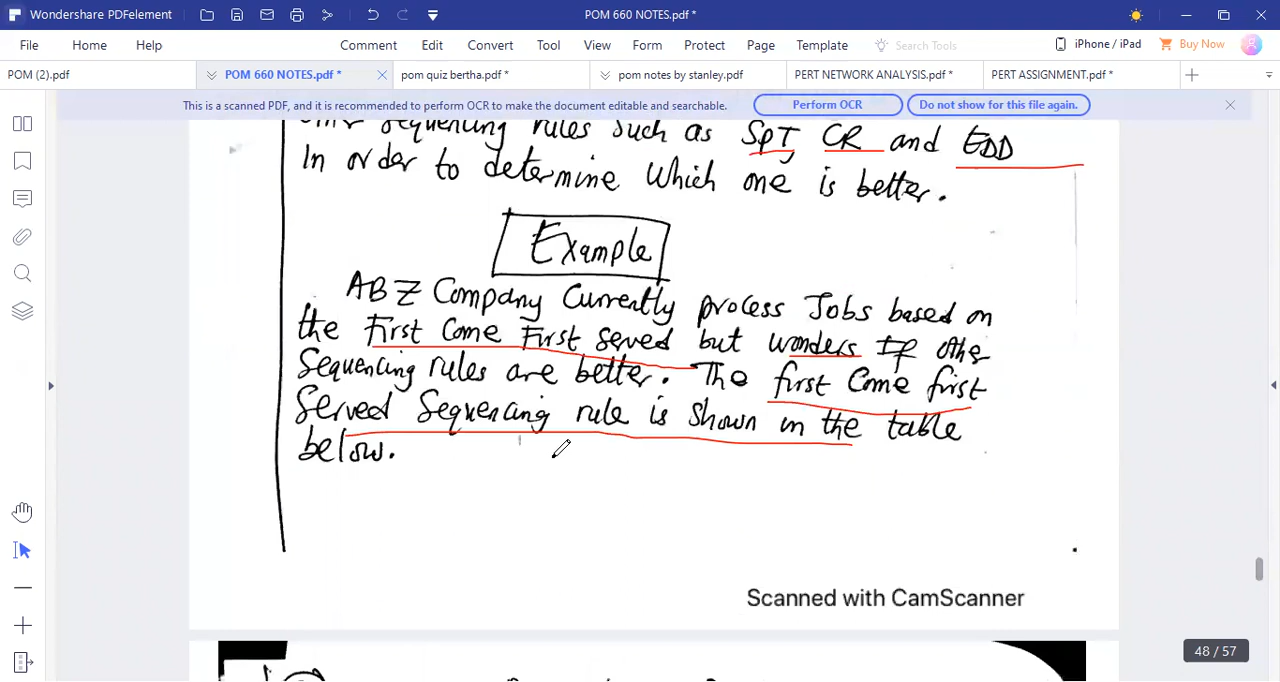 Wondershare PDFelement
POM 660 NOTES.pdf *
File Home Help Comment Edit Convert Tool View Form Protect Page Template Search Tools iPhone / iPad Buy Now
POM (2).pdf POM 660 NOTES.pdf * pom quiz bertha.pdf * pom notes by stanley.pdf PERT NETWORK ANALYSIS.pdf * PERT ASSIGNMENT.pdf *
This is a scanned PDF, and it is recommended to perform OCR to make the document editable and searchable. Perform OCR Do not show for this file again.
Sequencing rules such as SPT, CR and EDD
In order to determine which one is better.
Example
ABZ Company Currently process Jobs based on
the First Come First Served but wonders If other
Sequencing rules are better. The first Come first
Served Sequencing rule is shown in the table
below.
Scanned with CamScanner
48 / 57